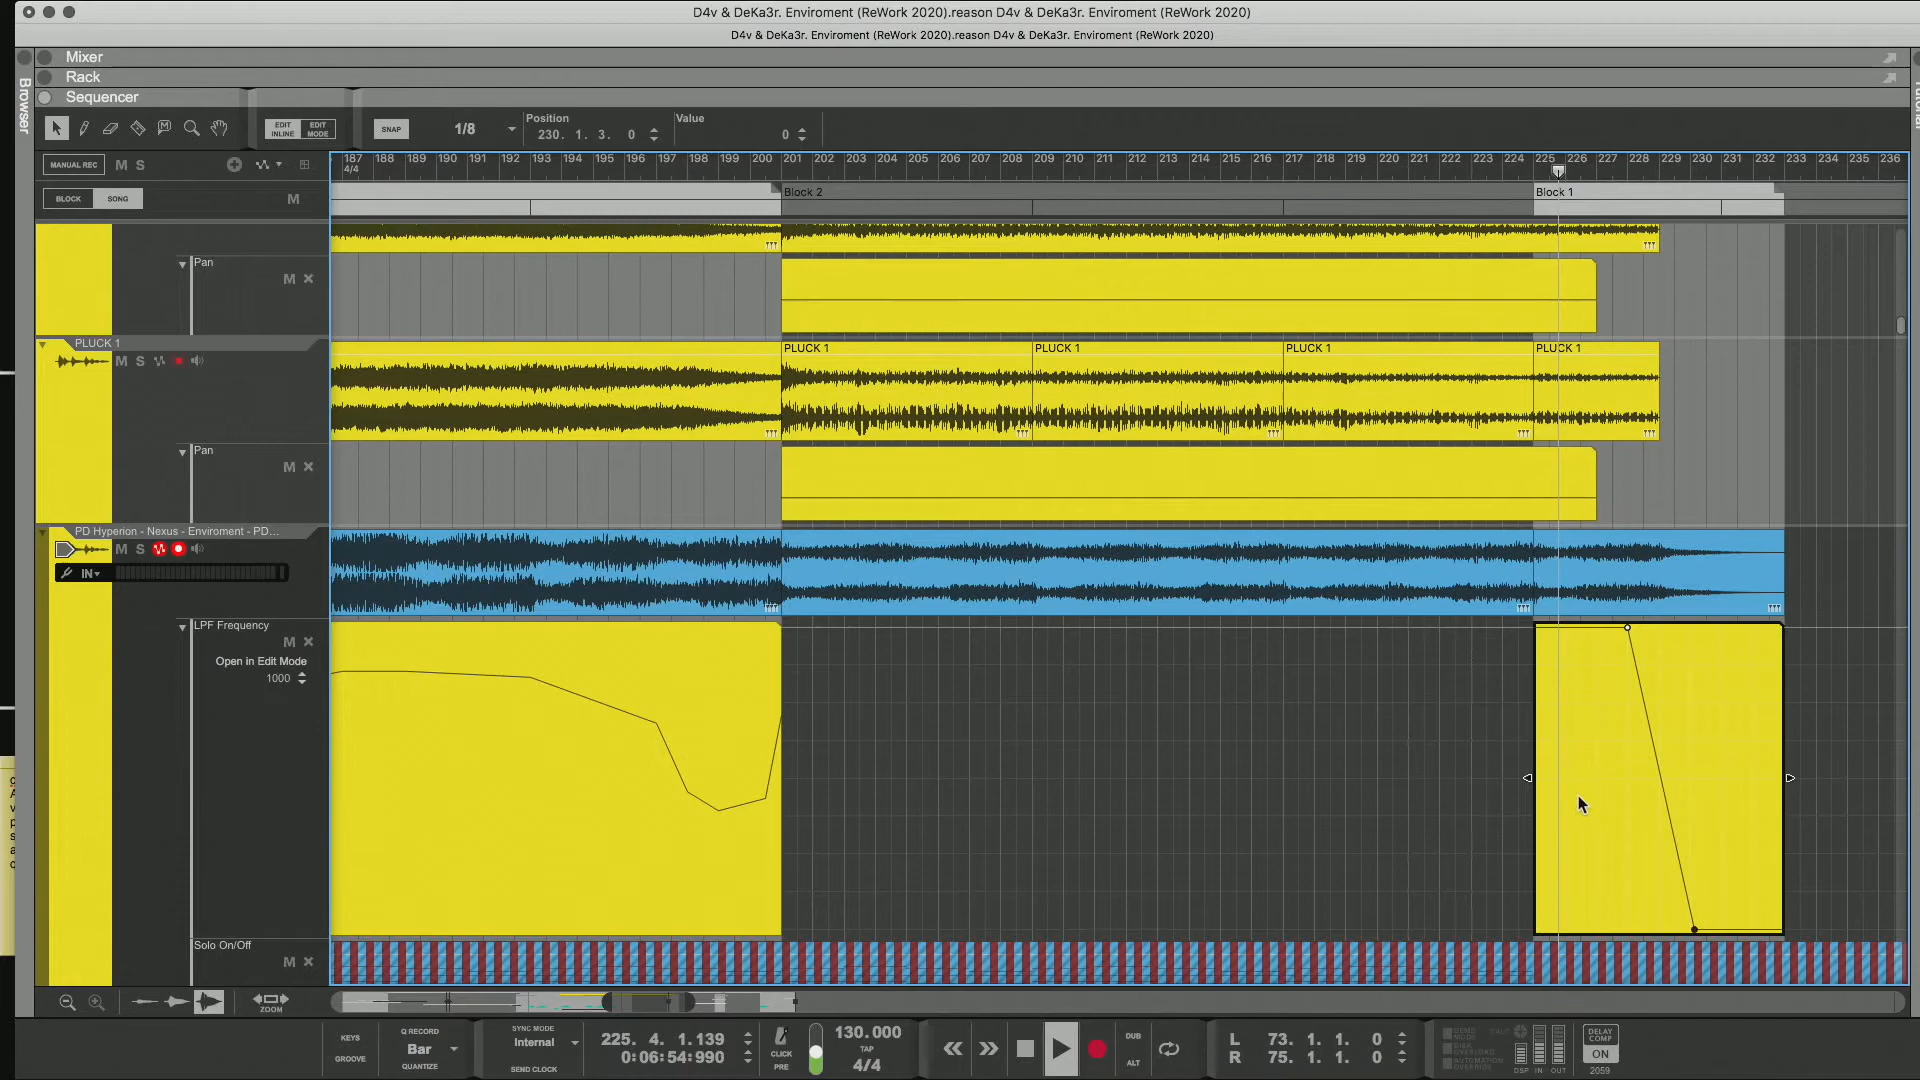 D4v & DeKa3r. Enviroment (ReWork 2020).reason D4v & DeKa3r. Enviroment (ReWork 2020)
D4v & DeKa3r. Enviroment (ReWork 2020).reason D4v & DeKa3r. Enviroment (ReWork 2020)
Browser
Mixer
Rack
Sequencer
EDIT INLINE
EDIT MODE
SNAP
1/8
Position
230. 1. 3. 0
Value
0
MANUAL REC
M S
187 188 189 190 191 192 193 194 195 196 197 198 199 200 201 202 203 204 205 206 207 208 209 210 211 212 213 214 215 216 217 218 219 220 221 222 223 224 225 226 227 228 229 230 231 232 233 234 235 236
4/4
BLOCK SONG
M
Block 2
Block 1
Pan
M
PLUCK 1
M S
PLUCK 1
PLUCK 1
PLUCK 1
PLUCK 1
Pan
M
PD Hyperion - Nexus - Enviroment - PD...
M S
IN
LPF Frequency
M
Open in Edit Mode
1000
Solo On/Off
M
ZOOM
KEYS
GROOVE
Q RECORD
Bar
QUANTIZE
SYNC MODE
Internal
SEND CLOCK
225. 4. 1.139
0:06:54:990
CLICK
PRE
130.000
TAP
4/4
DUB
ALT
L 73. 1. 1. 0
R 75. 1. 1. 0
DSP IN OUT
DELAY COMP
ON
2059